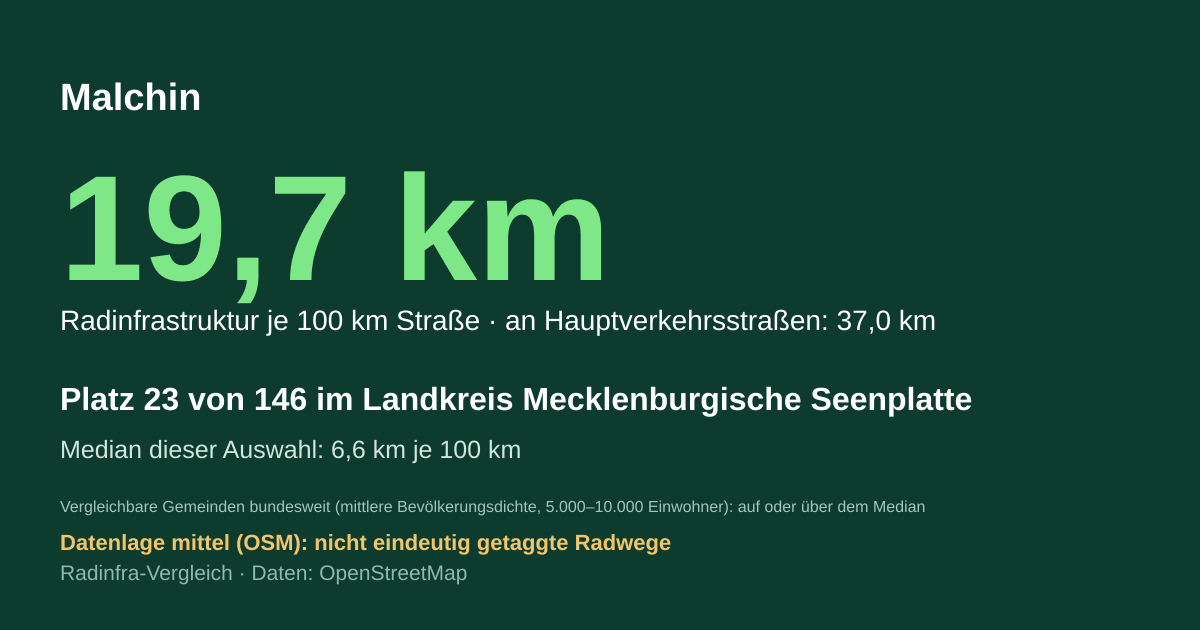 Malchin
19,7 km
Radinfrastruktur je 100 km Straße · an Hauptverkehrsstraßen: 37,0 km
Platz 23 von 146 im Landkreis Mecklenburgische Seenplatte
Median dieser Auswahl: 6,6 km je 100 km
Vergleichbare Gemeinden bundesweit (mittlere Bevölkerungsdichte, 5.000–10.000 Einwohner): auf oder über dem Median
Datenlage mittel (OSM): nicht eindeutig getaggte Radwege
Radinfra-Vergleich · Daten: OpenStreetMap